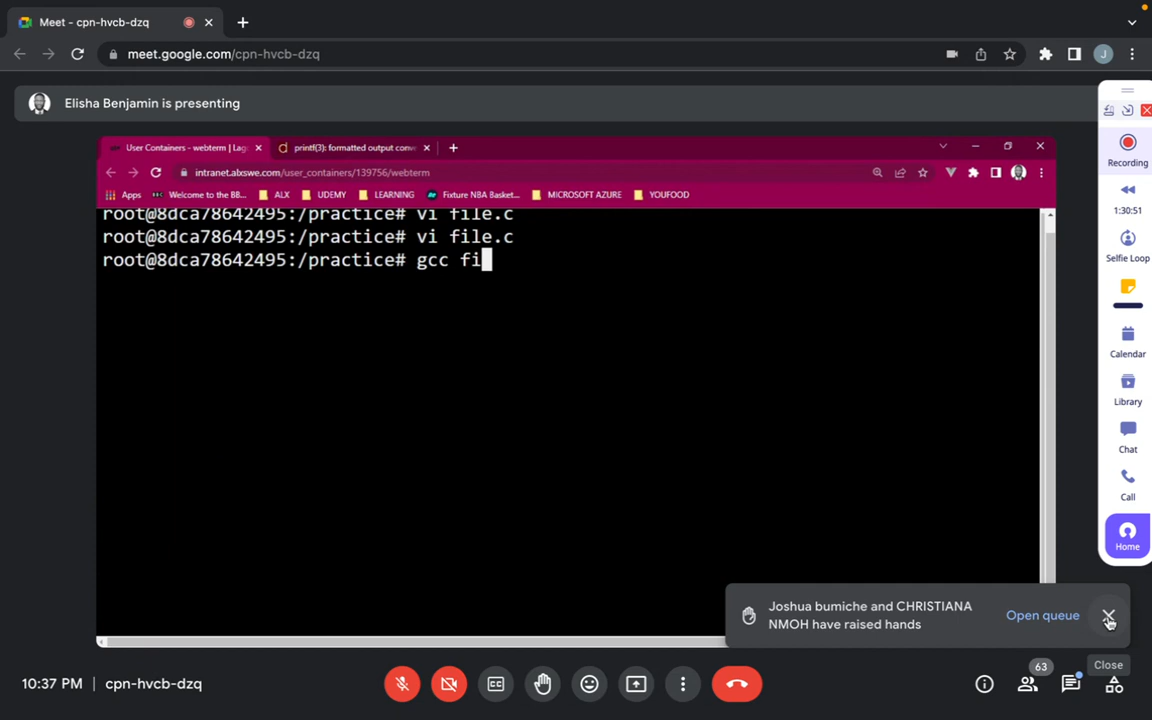 Meet - cpn-hvcb-dzq
meet.google.com/cpn-hvcb-dzq
J
Elisha Benjamin is presenting
User Containers - webterm | Lag
printf(3): formatted output conv
intranet.alxswe.com/user_containers/139756/webterm
Apps
Welcome to the BB...
ALX
UDEMY
LEARNING
Fixture NBA Basket...
MICROSOFT AZURE
YOUFOOD
root@8dca78642495:/practice# vi file.c
root@8dca78642495:/practice# vi file.c
root@8dca78642495:/practice# gcc fi
Recording
1:30:51
Selfie Loop
Calendar
Library
Chat
Call
Home
Joshua bumiche and CHRISTIANA
NMOH have raised hands
Open queue
Close
10:37 PM | cpn-hvcb-dzq
63